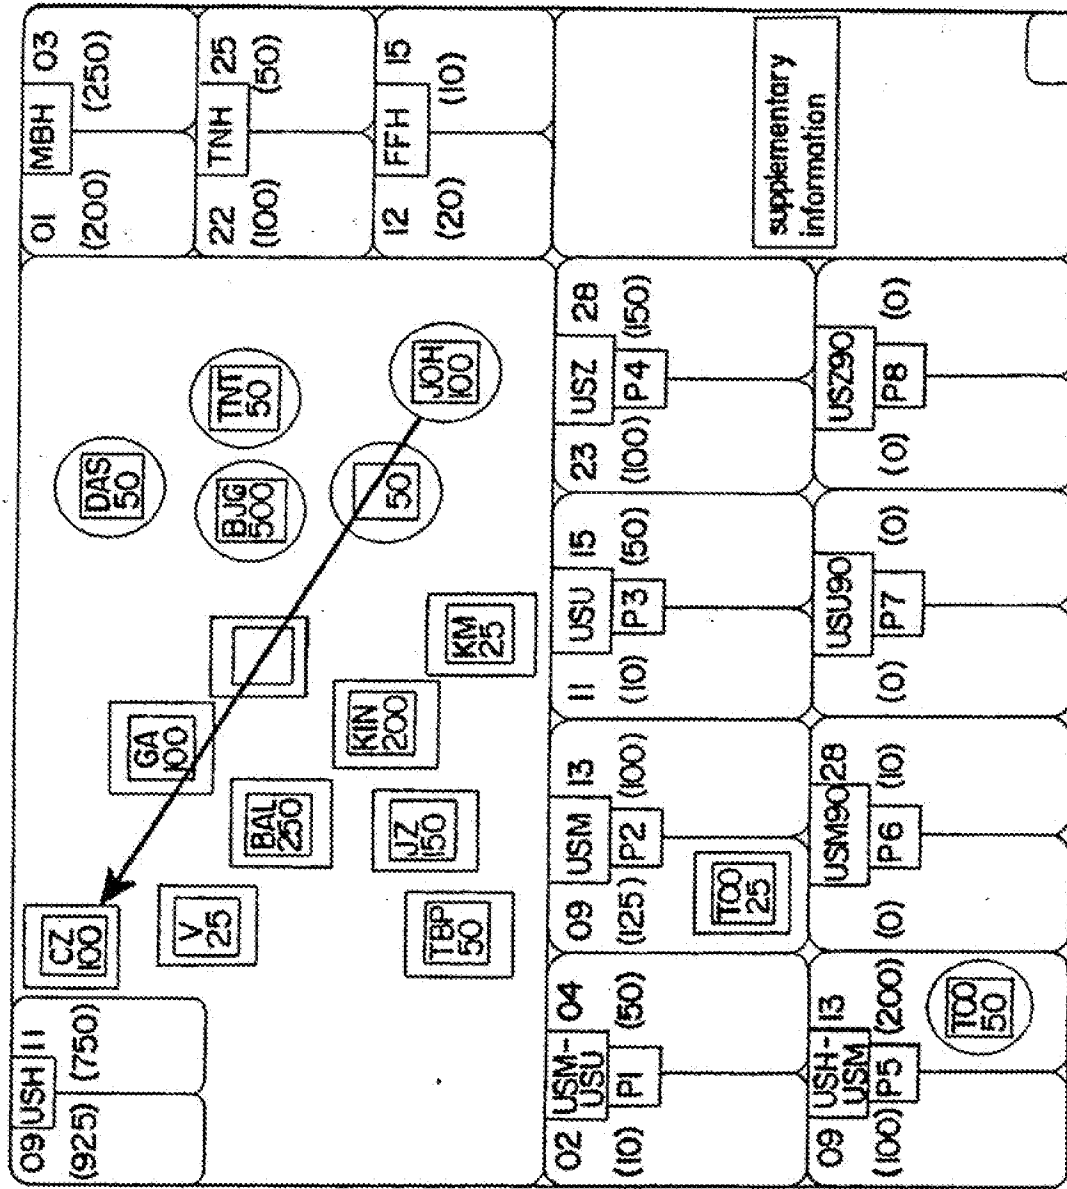 09 USH 11
(925) (750)
CZ
100
V
25
TBP
50
BAL
250
JZ
150
GA
100
KIN
200
KM
25
DAS
50
BJG
500
50
TNT
50
JOH
100
01 MBH 03
(200) (250)
22 TNH 25
(100) (50)
12 FFH 15
(20) (10)
02 USM- 04
USU
(10) P1 (50)
09 USM 13
(125) P2 (100)
TOO
25
11 USU 15
(10) P3 (50)
23 USZ 28
(100) P4 (150)
09 USH- 13
USM
(100) P5 (200)
TOO
50
USM90 28
(0) P6 (10)
USU90
(0) P7 (0)
USZ90
(0) P8 (0)
supplementary
information